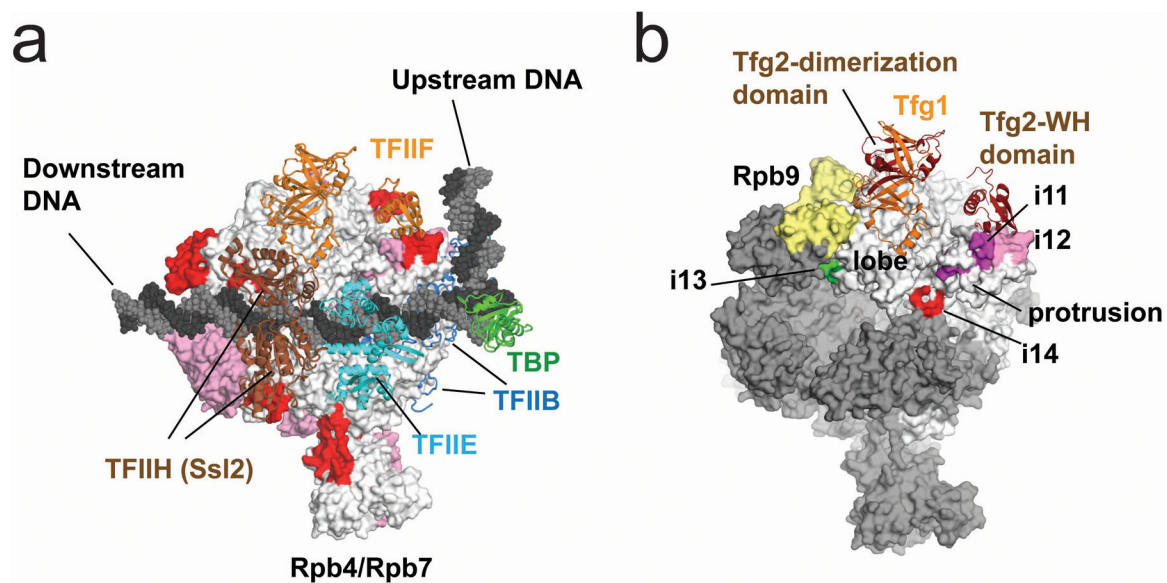 a
Upstream DNA
TFIIF
Downstream
DNA
TBP
TFIIB
TFIIE
TFIIH (Ssl2)
Rpb4/Rpb7
b
Tfg2-dimerization
domain
Tfg1
Tfg2-WH
domain
Rpb9
i11
i12
lobe
i13
protrusion
i14